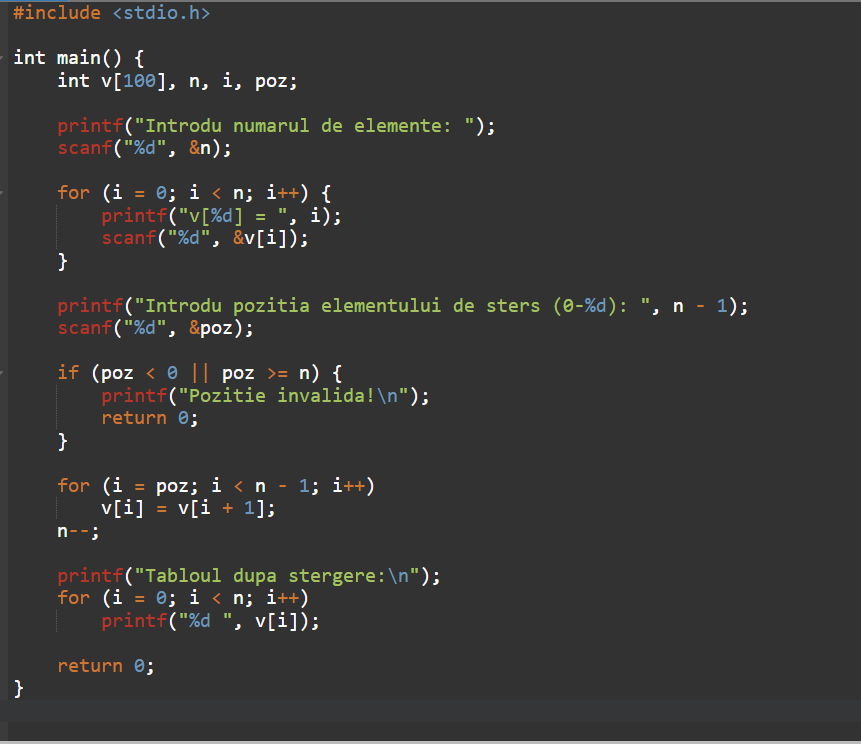 #include <stdio.h>
int main() {
    int v[100], n, i, poz;
    printf("Introdu numarul de elemente: ");
    scanf("%d", &n);
    for (i = 0; i < n; i++) {
        printf("v[%d] = ", i);
        scanf("%d", &v[i]);
    }
    printf("Introdu pozitia elementului de sters (0-%d): ", n - 1);
    scanf("%d", &poz);
    if (poz < 0 || poz >= n) {
        printf("Pozitie invalida!\n");
        return 0;
    }
    for (i = poz; i < n - 1; i++)
        v[i] = v[i + 1];
    n--;
    printf("Tabloul dupa stergere:\n");
    for (i = 0; i < n; i++)
        printf("%d ", v[i]);
    return 0;
}